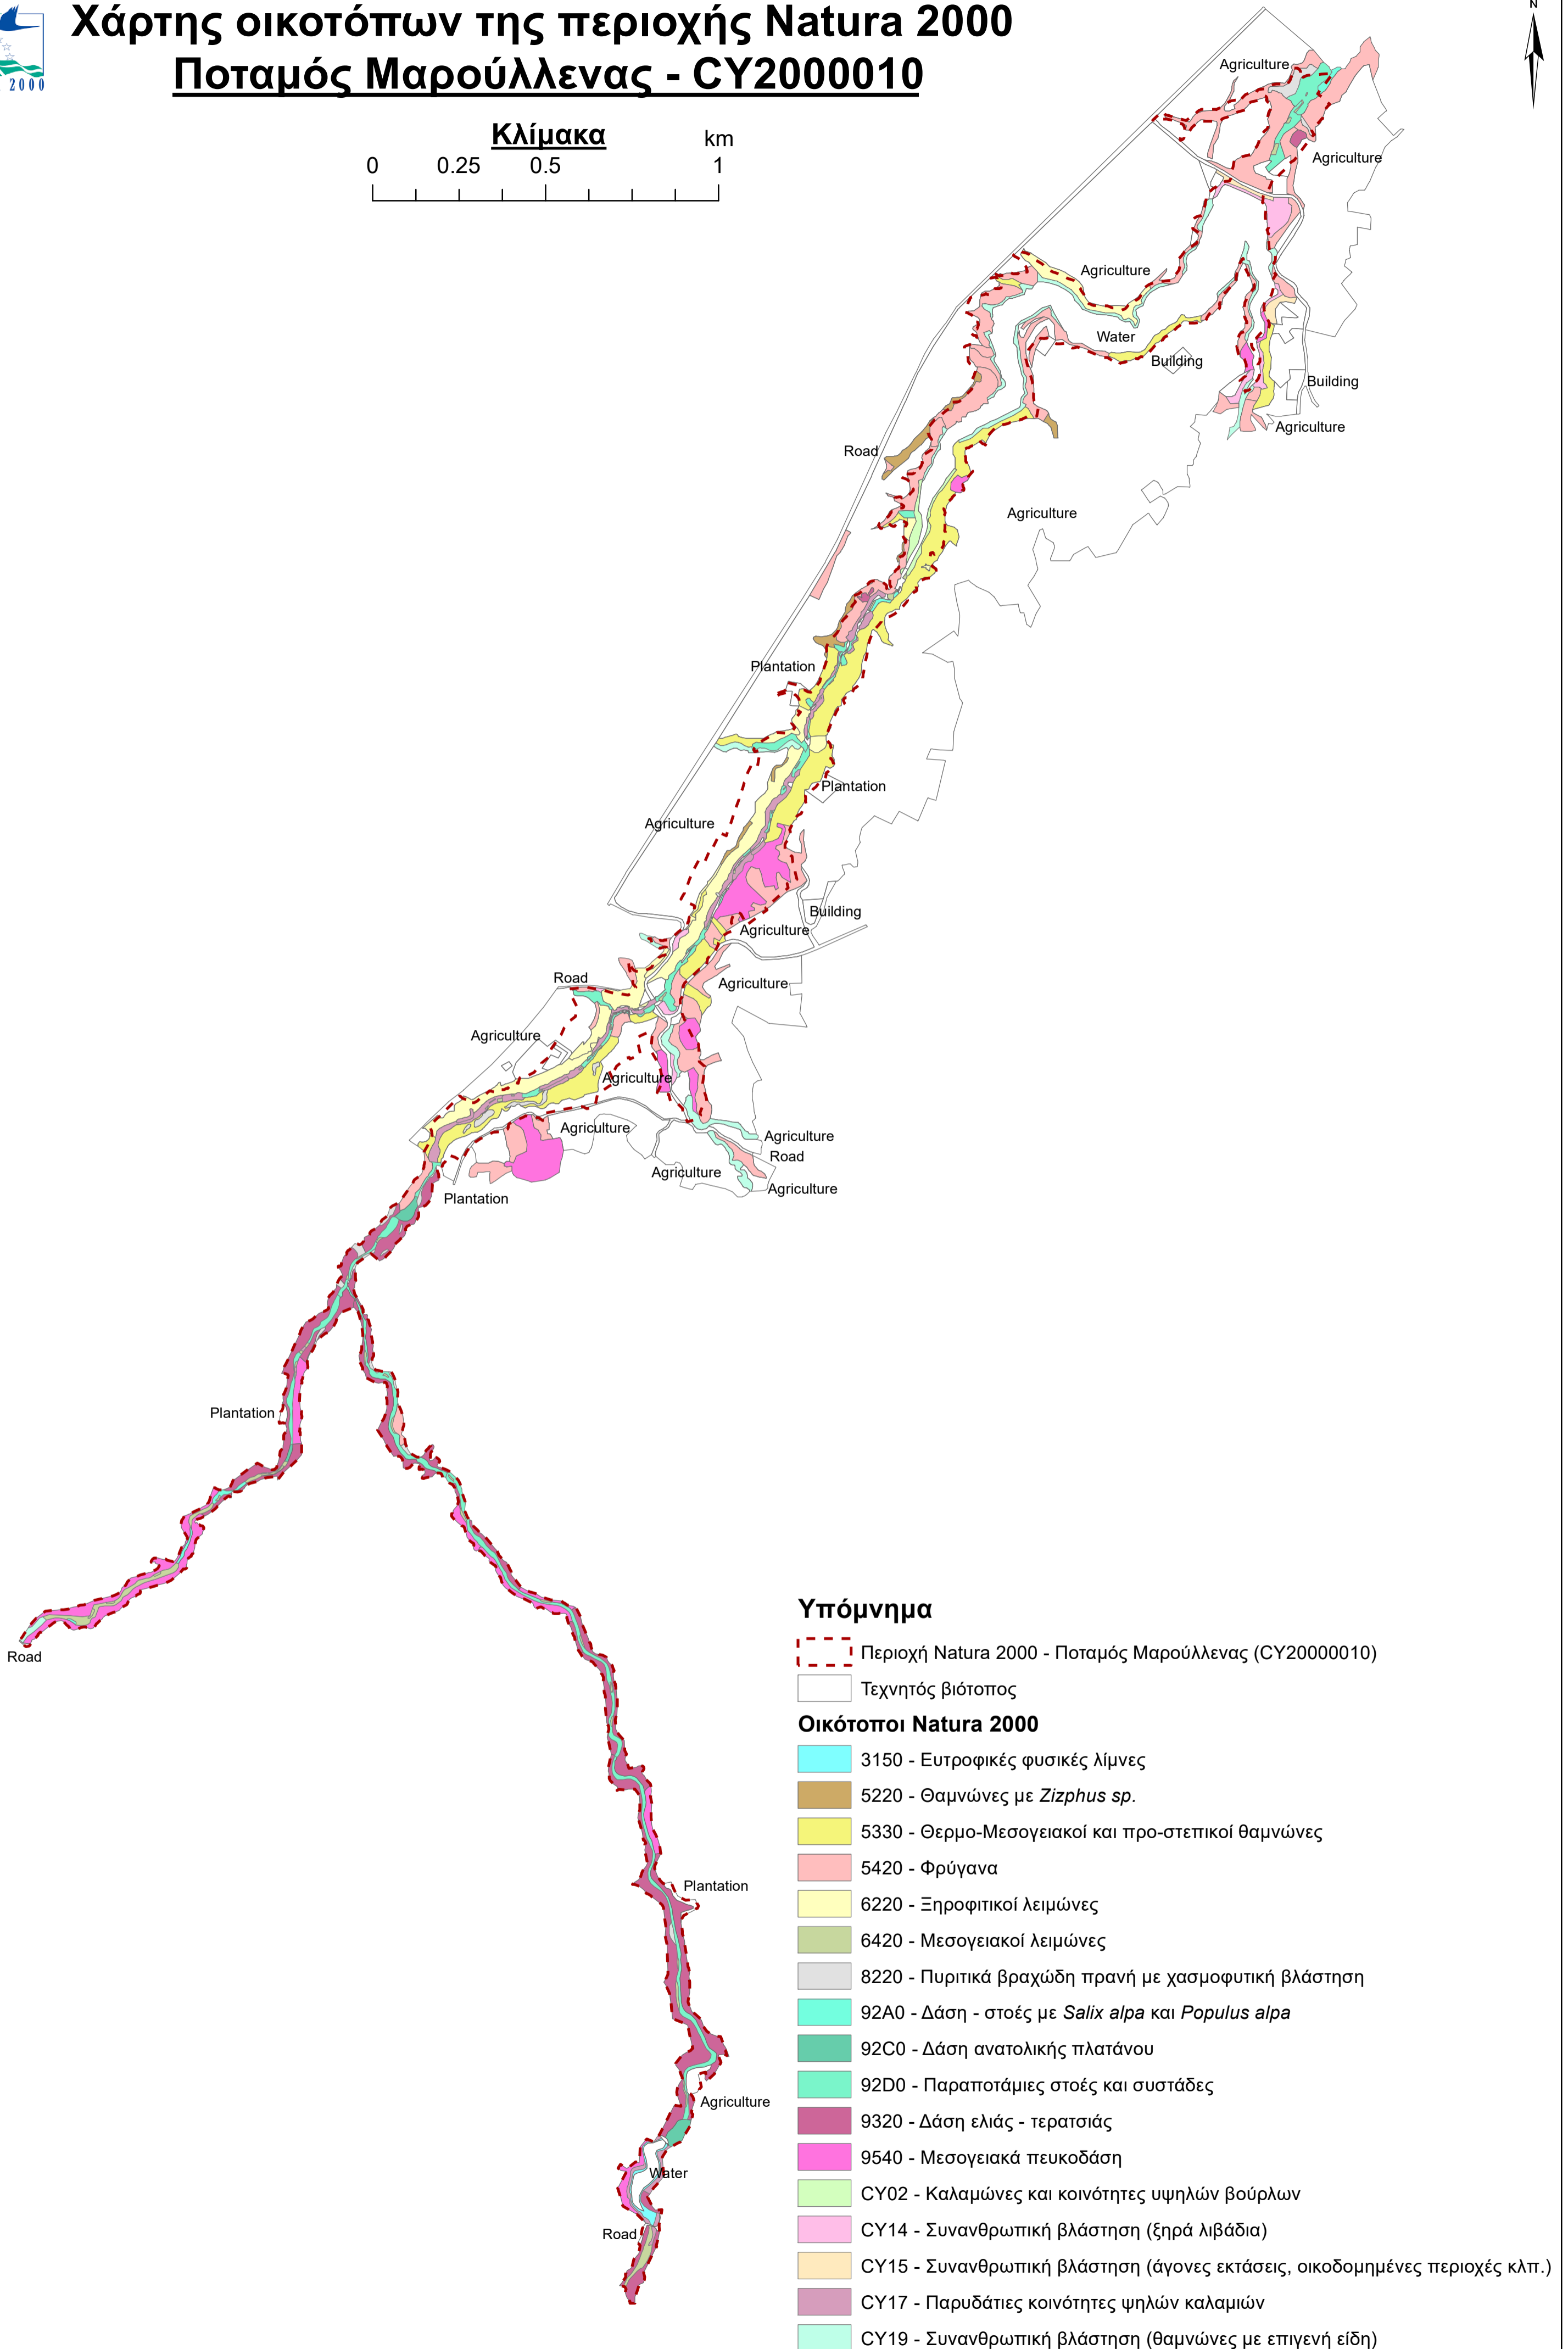 Χάρτης οικοτόπων της περιοχής Natura 2000
Ποταμός Μαρούλλενας - CY2000010
2000
N
Κλίμακα
km
0 0.25 0.5 1
Agriculture
Agriculture
Agriculture
Water
Building
Building
Agriculture
Road
Agriculture
Plantation
Plantation
Agriculture
Building
Agriculture
Road
Agriculture
Agriculture
Agriculture
Agriculture
Agriculture
Road
Agriculture
Agriculture
Plantation
Plantation
Road
Plantation
Agriculture
Water
Road
Υπόμνημα
Περιοχή Natura 2000 - Ποταμός Μαρούλλενας (CY20000010)
Τεχνητός βιότοπος
Οικότοποι Natura 2000
3150 - Ευτροφικές φυσικές λίμνες
5220 - Θαμνώνες με Zizphus sp.
5330 - Θερμο-Μεσογειακοί και προ-στεπικοί θαμνώνες
5420 - Φρύγανα
6220 - Ξηροφιτικοί λειμώνες
6420 - Μεσογειακοί λειμώνες
8220 - Πυριτικά βραχώδη πρανή με χασμοφυτική βλάστηση
92A0 - Δάση - στοές με Salix alpa και Populus alpa
92C0 - Δάση ανατολικής πλατάνου
92D0 - Παραποτάμιες στοές και συστάδες
9320 - Δάση ελιάς - τερατσιάς
9540 - Μεσογειακά πευκοδάση
CY02 - Καλαμώνες και κοινότητες υψηλών βούρλων
CY14 - Συνανθρωπική βλάστηση (ξηρά λιβάδια)
CY15 - Συνανθρωπική βλάστηση (άγονες εκτάσεις, οικοδομημένες περιοχές κλπ.)
CY17 - Παρυδάτιες κοινότητες ψηλών καλαμιών
CY19 - Συνανθρωπική βλάστηση (θαμνώνες με επιγενή είδη)